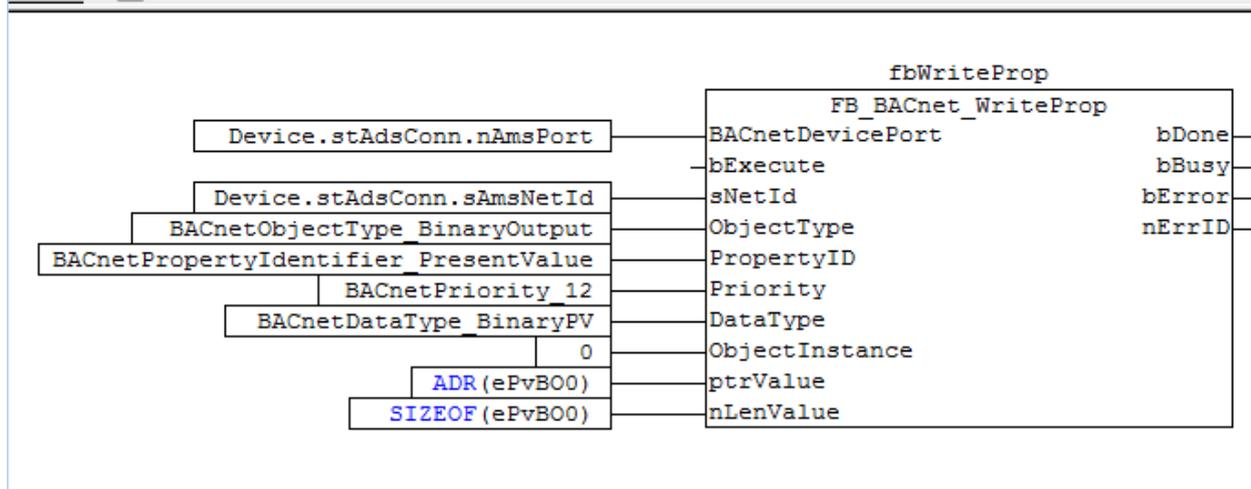 fbWriteProp
FB_BACnet_WriteProp
Device.stAdsConn.nAmsPort BACnetDevicePort bDone
bExecute bBusy
Device.stAdsConn.sAmsNetId sNetId bError
BACnetObjectType_BinaryOutput ObjectType nErrID
BACnetPropertyIdentifier_PresentValue PropertyID
BACnetPriority_12 Priority
BACnetDataType_BinaryPV DataType
0 ObjectInstance
ADR(ePvBO0) ptrValue
SIZEOF(ePvBO0) nLenValue